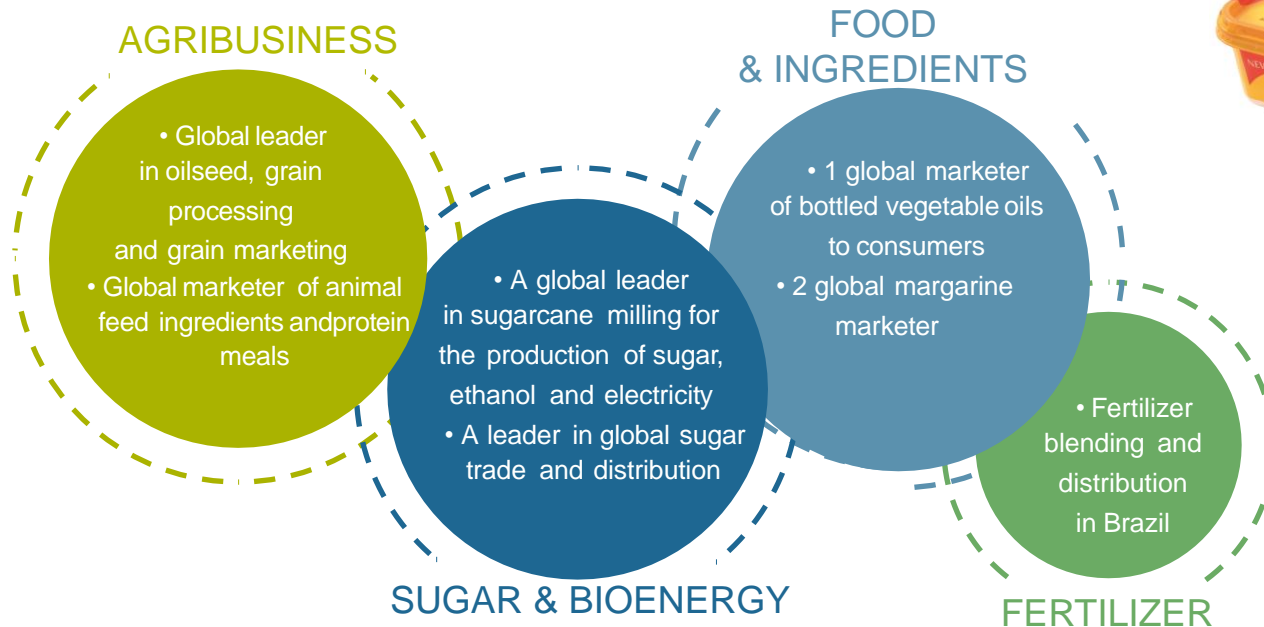 AGRIBUSINESS
• Global leader
in oilseed, grain
processing
and grain marketing
• Global marketer of animal
feed ingredients andprotein
meals
• A global leader
in sugarcane milling for
the production of sugar,
ethanol and electricity
• A leader in global sugar
trade and distribution
SUGAR & BIOENERGY
FOOD
& INGREDIENTS
• 1 global marketer
of bottled vegetable oils
to consumers
• 2 global margarine
marketer
• Fertilizer
blending and
distribution
in Brazil
FERTILIZER